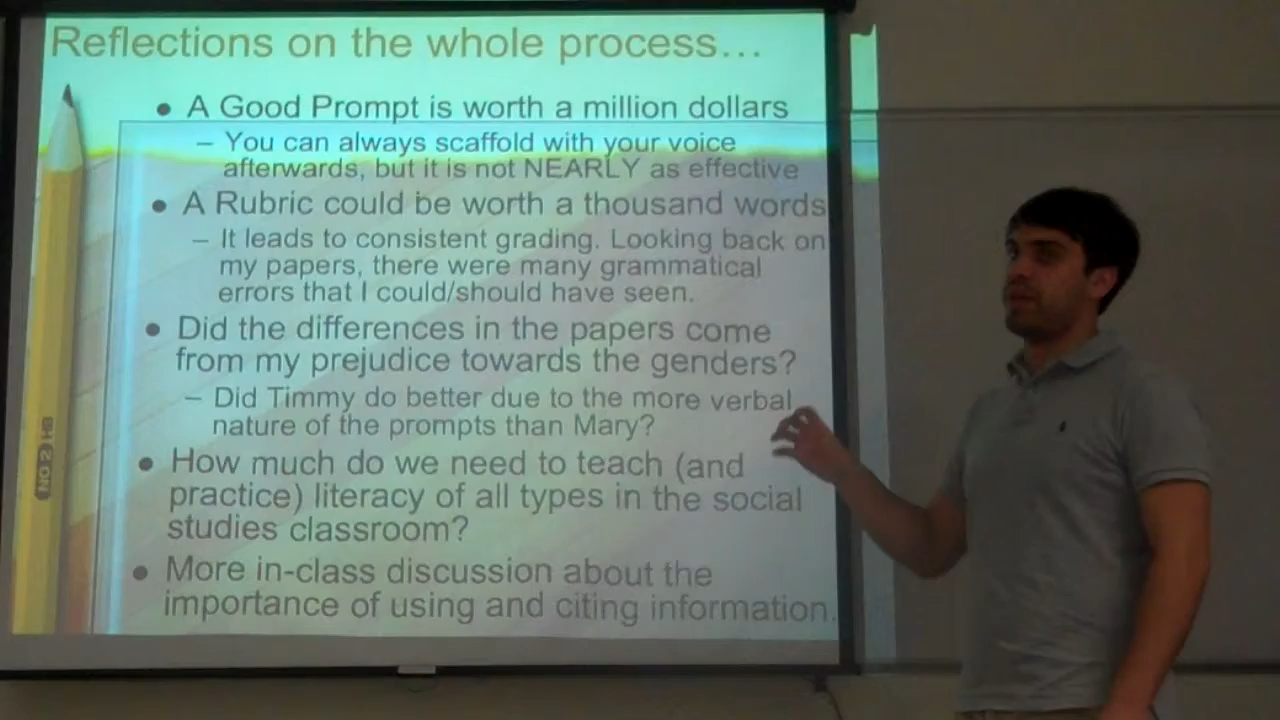 Reflections on the whole process…
● A Good Prompt is worth a million dollars
– You can always scaffold with your voice
afterwards, but it is not NEARLY as effective
● A Rubric could be worth a thousand words
– It leads to consistent grading. Looking back on
my papers, there were many grammatical
errors that I could/should have seen.
● Did the differences in the papers come
from my prejudice towards the genders?
– Did Timmy do better due to the more verbal
nature of the prompts than Mary?
● How much do we need to teach (and
practice) literacy of all types in the social
studies classroom?
● More in-class discussion about the
importance of using and citing information.
NO 2 HB